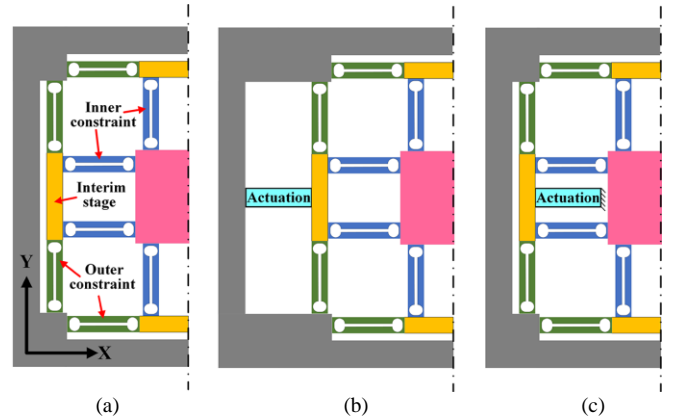 Inner
constraint
Interim
stage
Outer
constraint
Y
X
Actuation
Actuation
(a)
(b)
(c)